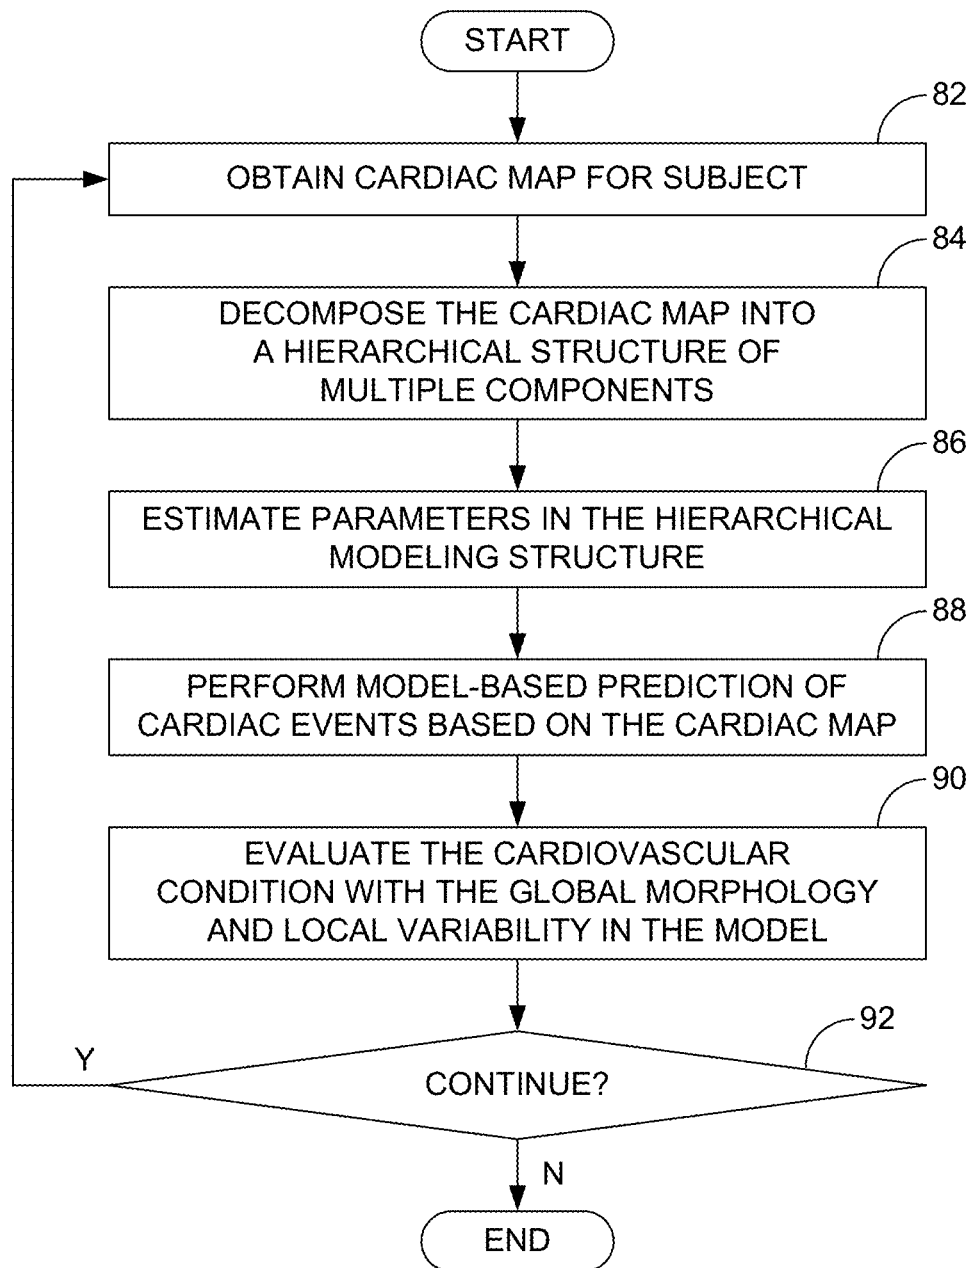 START
82
OBTAIN CARDIAC MAP FOR SUBJECT
84
DECOMPOSE THE CARDIAC MAP INTO
A HIERARCHICAL STRUCTURE OF
MULTIPLE COMPONENTS
86
ESTIMATE PARAMETERS IN THE HIERARCHICAL
MODELING STRUCTURE
88
PERFORM MODEL-BASED PREDICTION OF
CARDIAC EVENTS BASED ON THE CARDIAC MAP
90
EVALUATE THE CARDIOVASCULAR
CONDITION WITH THE GLOBAL MORPHOLOGY
AND LOCAL VARIABILITY IN THE MODEL
92
Y
CONTINUE?
N
END